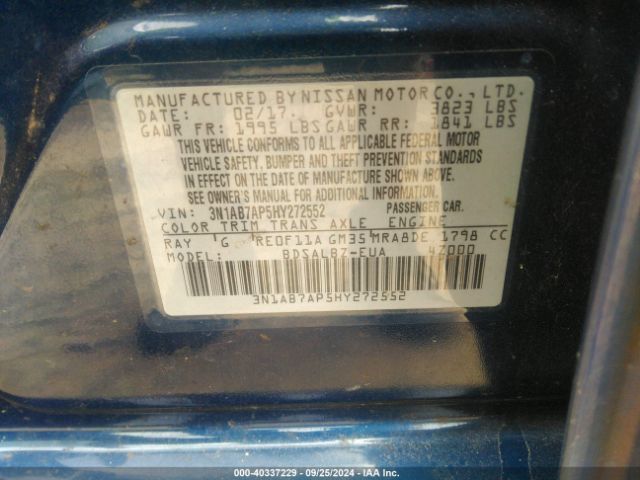 MANUFACTURED BY NISSAN MOTOR CO., LTD.
DATE: 02/17. GVWR: 3823 LBS
GAWR FR: 1995 LBS GAWR RR: 1841 LBS
THIS VEHICLE CONFORMS TO ALL APPLICABLE FEDERAL MOTOR
VEHICLE SAFETY, BUMPER AND THEFT PREVENTION STANDARDS
IN EFFECT ON THE DATE OF MANUFACTURE SHOWN ABOVE.
SEE OWNER'S MANUAL FOR ADDITIONAL INFORMATION.
VIN: 3N1AB7AP5HY272552 PASSENGER CAR.
COLOR TRIM TRANS AXLE ENGINE
RAY G RE0F11A GM35 MRA8DE 1798 CC
MODEL: BDSALBZ-EUA 4Z000
3N1AB7AP5HY272552
000-40337229 - 09/25/2024 - IAA Inc.